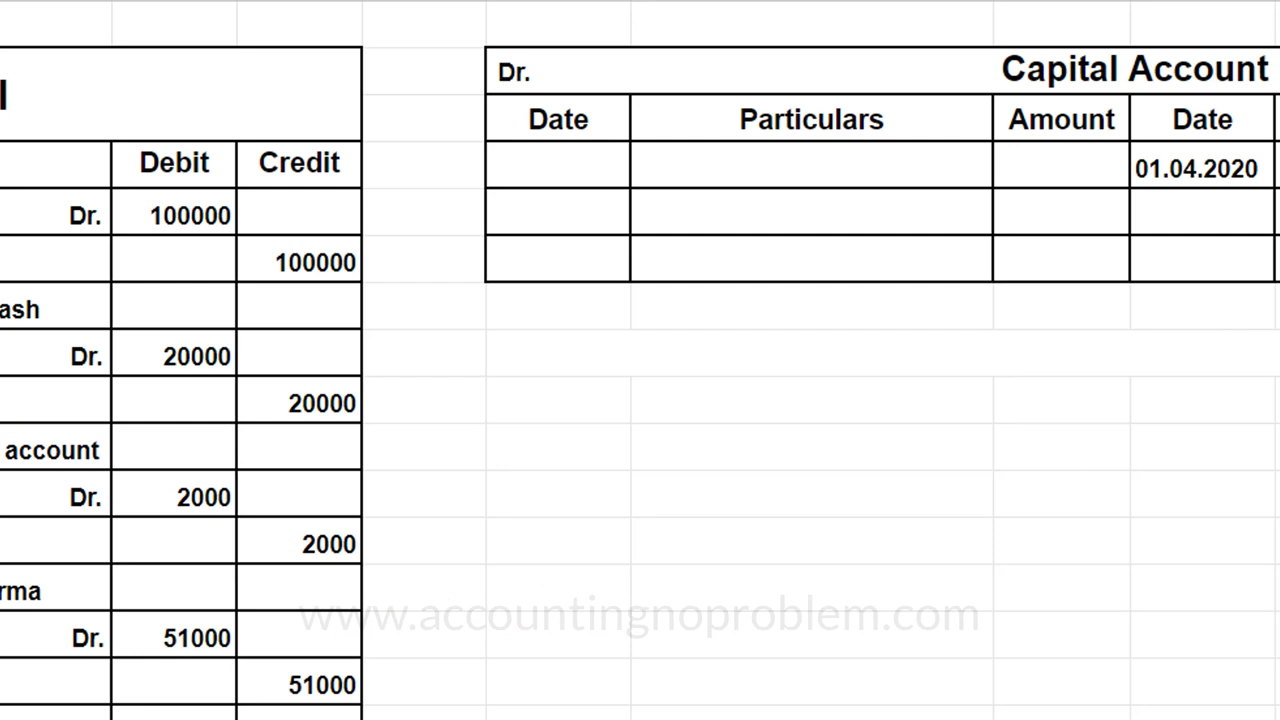 l
Debit Credit
Dr. 100000
100000
ash
Dr. 20000
20000
account
Dr. 2000
2000
rma
Dr. 51000
51000
Dr. Capital Account
Date Particulars Amount Date
01.04.2020
www.accountingnoproblem.com